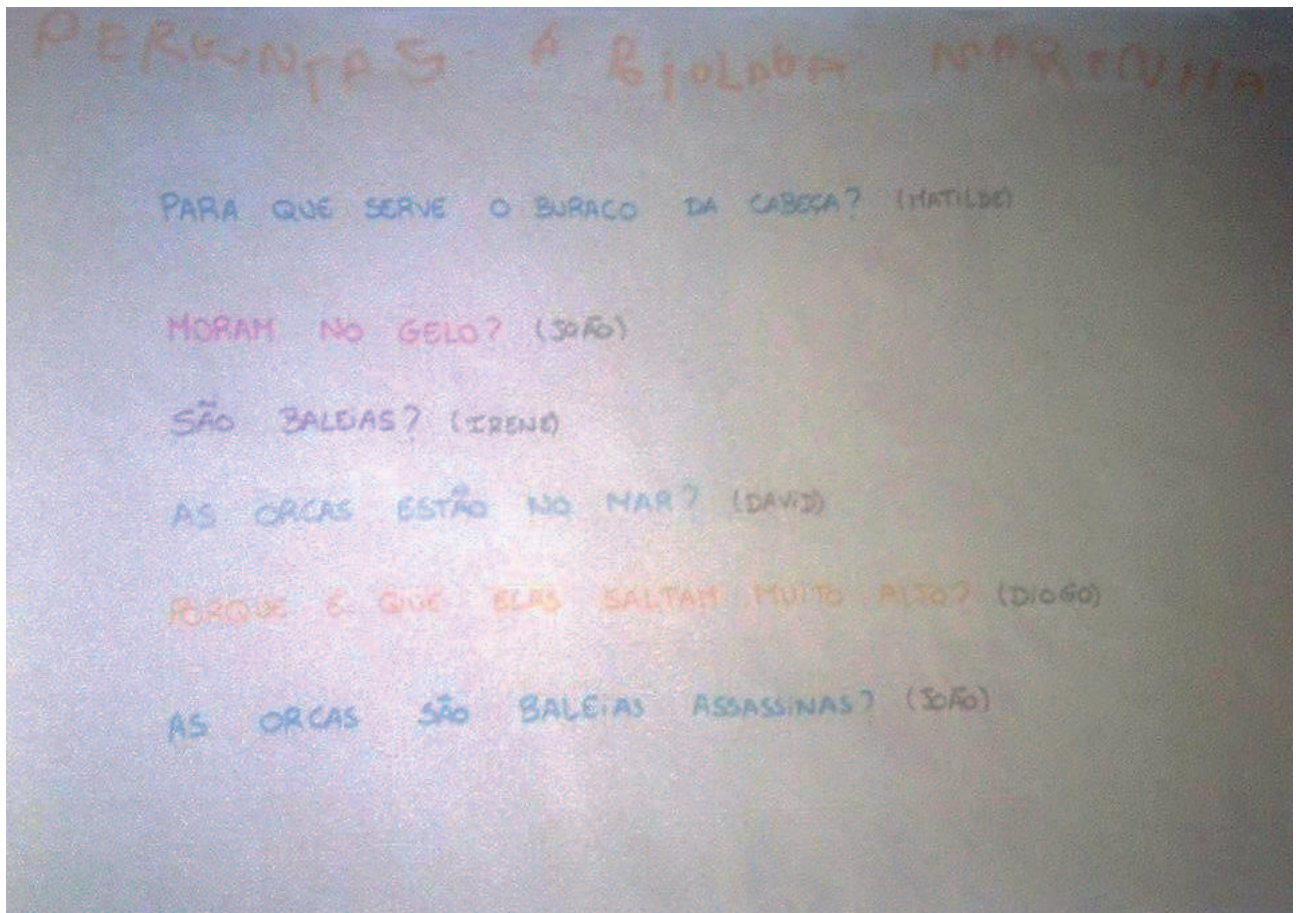 PERGUNTAS À BIOLOGA MARINHA
PARA QUE SERVE O BURACO DA CABEÇA? (MATILDE)
MORAM NO GELO? (JOÃO)
SÃO BALEIAS? (IRENE)
AS ORCAS ESTÃO NO MAR? (DAVID)
PORQUE É QUE ELAS SALTAM MUITO ALTO? (DIOGO)
AS ORCAS SÃO BALEIAS ASSASSINAS? (JOÃO)